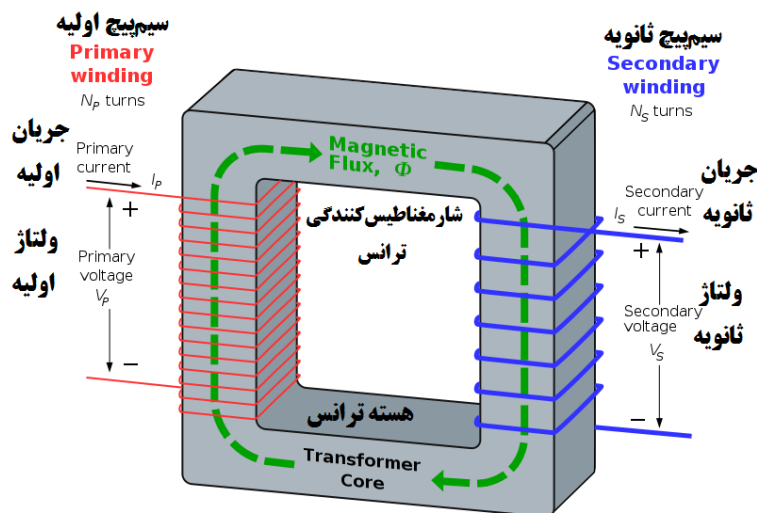 سیم‌پیچ اولیه
Primary
winding
N_P turns
سیم‌پیچ ثانویه
Secondary
winding
N_S turns
جریان
اولیه
Primary
current
I_P
Magnetic
Flux, Φ
شارمغناطیس‌کنندگی
ترانس
جریان
ثانویه
Secondary
current
I_S
+
ولتاژ
اولیه
Primary
voltage
V_P
−
+
ولتاژ
ثانویه
Secondary
voltage
V_S
−
هسته ترانس
Transformer
Core